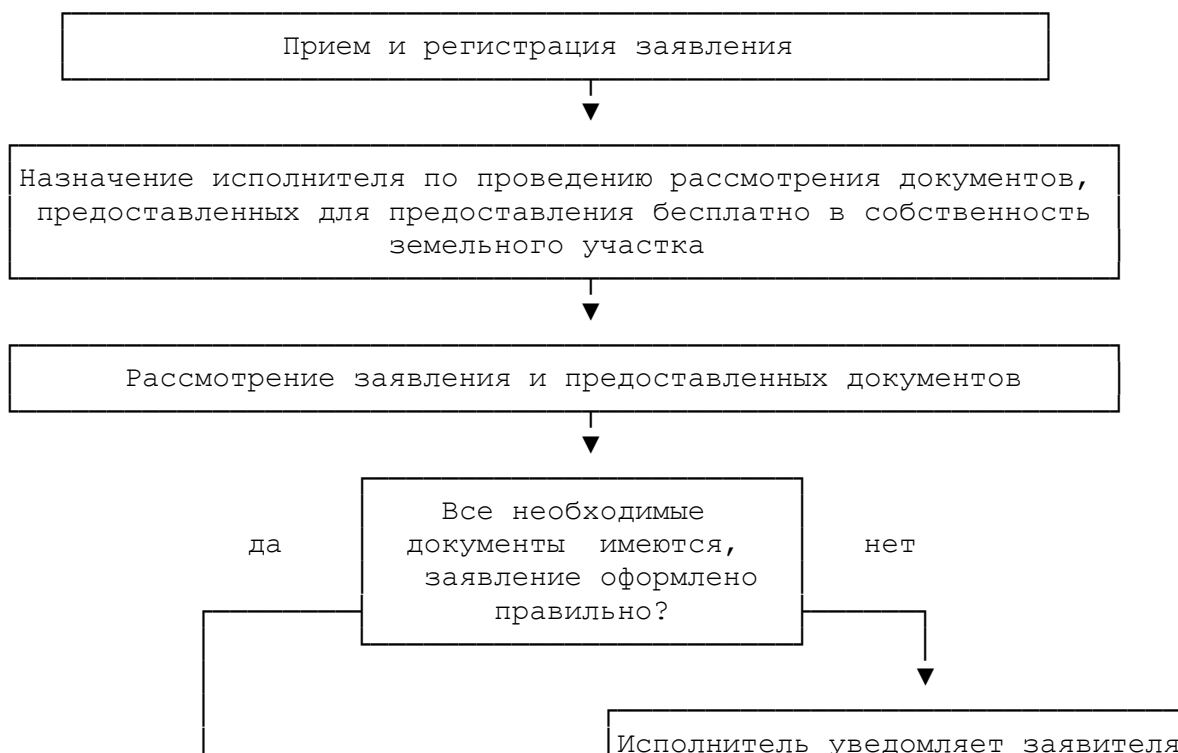 Прием и регистрация заявления
Назначение исполнителя по проведению рассмотрения документов,
предоставленных для предоставления бесплатно в собственность
земельного участка
Рассмотрение заявления и предоставленных документов
Все необходимые
да документы имеются, нет
заявление оформлено
правильно?
Исполнитель уведомляет заявителя